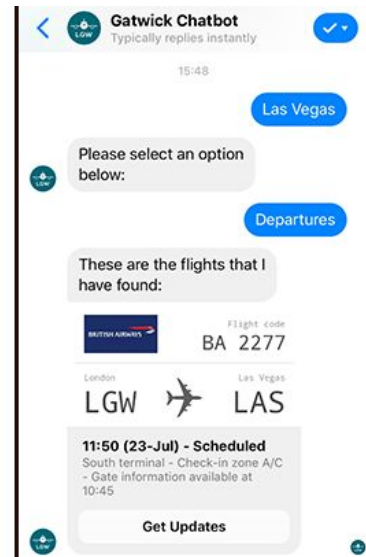 Gatwick Chatbot
LGW
Typically replies instantly
15:48
Las Vegas
Please select an option
below:
LGW
Departures
These are the flights that I
have found:
BRITISH AIRWAYS
Flight code
BA 2277
London
Las Vegas
LGW
LAS
11:50 (23-Jul) - Scheduled
South terminal - Check-in zone A/C
- Gate information available at
10:45
Get Updates
LGW